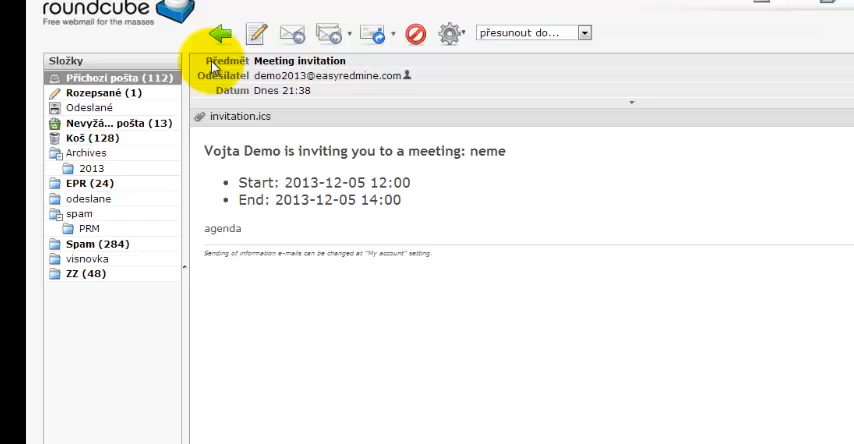 roundcube
Free webmail for the masses
přesunout do...
Složky
Příchozí pošta (112)
Rozepsané (1)
Odeslané
Nevyžá... pošta (13)
Koš (128)
Archives
2013
EPR (24)
odeslane
spam
PRM
Spam (284)
visnovka
ZZ (48)
Předmět Meeting invitation
Odesílatel demo2013@easyredmine.com
Datum Dnes 21:38
invitation.ics
Vojta Demo is inviting you to a meeting: neme
• Start: 2013-12-05 12:00
• End: 2013-12-05 14:00
agenda
Sending of information e-mails can be changed at "My account" setting.